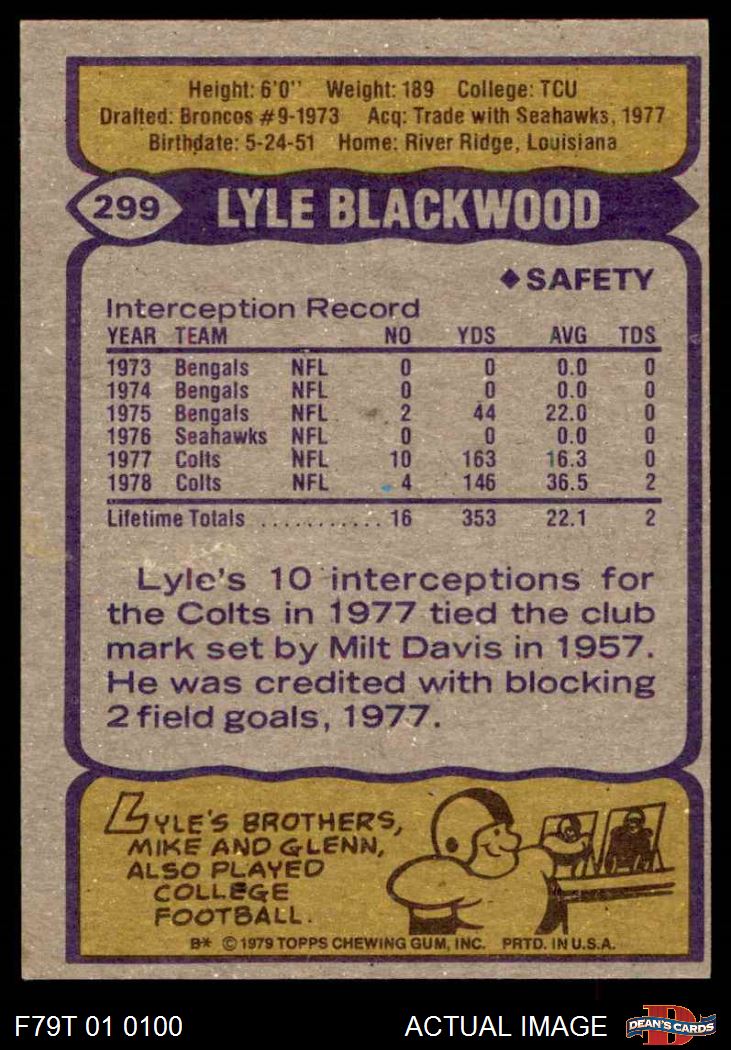 Height: 6'0" Weight: 189 College: TCU
Drafted: Broncos #9-1973 Acq: Trade with Seahawks, 1977
Birthdate: 5-24-51 Home: River Ridge, Louisiana
299 LYLE BLACKWOOD
◆SAFETY
Interception Record
YEAR TEAM NO YDS AVG TDS
1973 Bengals NFL 0 0 0.0 0
1974 Bengals NFL 0 0 0.0 0
1975 Bengals NFL 2 44 22.0 0
1976 Seahawks NFL 0 0 0.0 0
1977 Colts NFL 10 163 16.3 0
1978 Colts NFL 4 146 36.5 2
Lifetime Totals ........... 16 353 22.1 2
Lyle's 10 interceptions for
the Colts in 1977 tied the club
mark set by Milt Davis in 1957.
He was credited with blocking
2 field goals, 1977.
LYLE'S BROTHERS,
MIKE AND GLENN,
ALSO PLAYED
COLLEGE
FOOTBALL.
B* © 1979 TOPPS CHEWING GUM, INC. PRTD. IN U.S.A.
F79T 01 0100 ACTUAL IMAGE DEAN'S CARDS